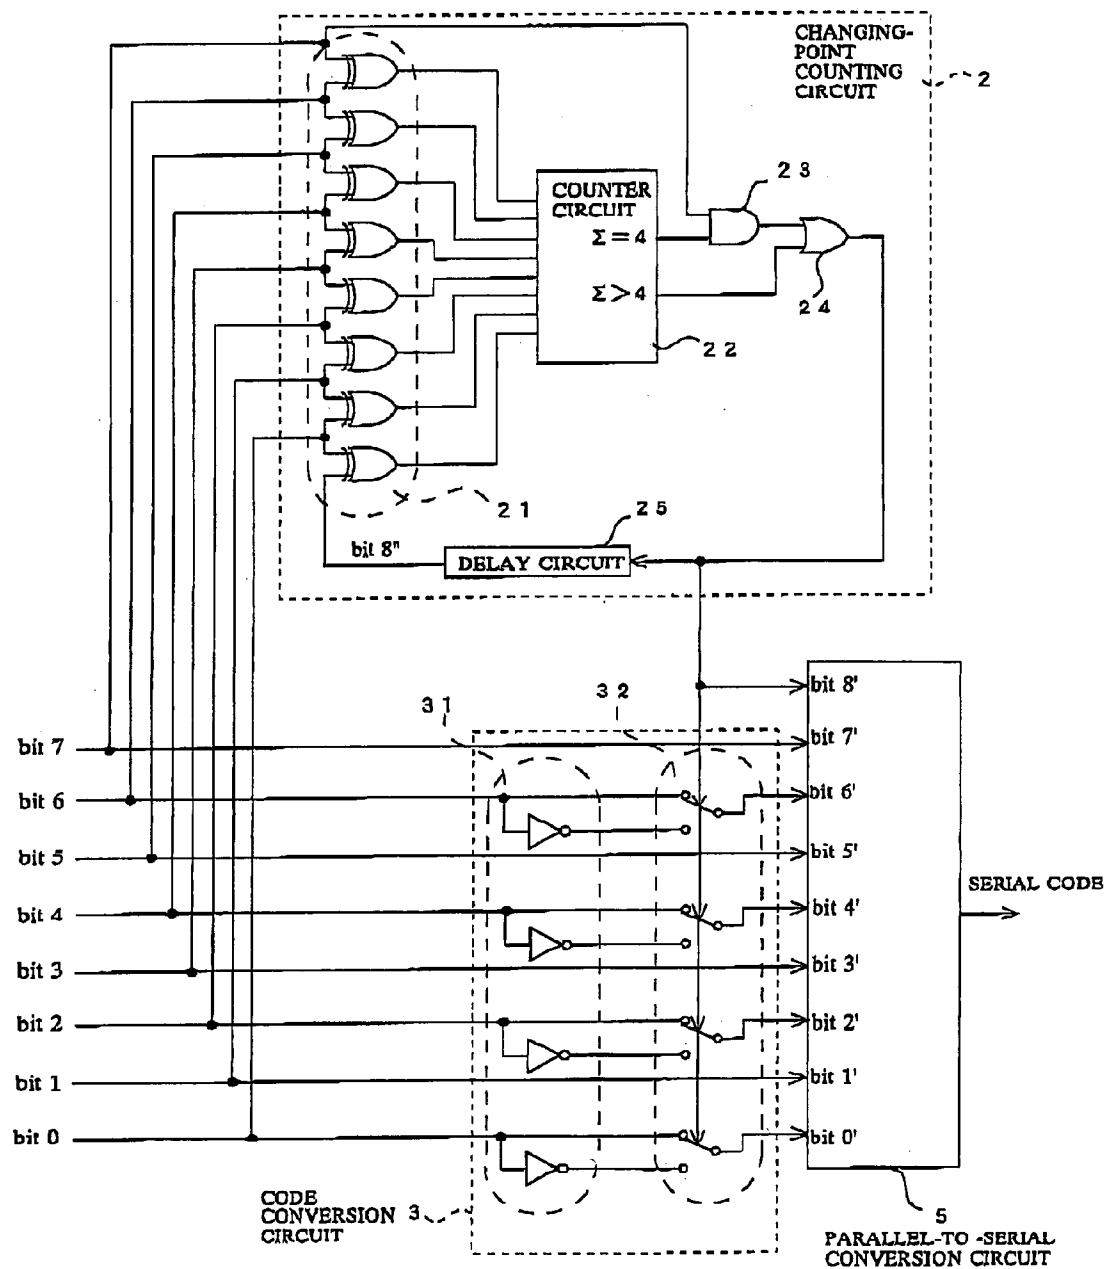 CHANGING-
POINT
COUNTING
CIRCUIT
2
23
COUNTER
CIRCUIT
Σ=4
Σ>4
24
22
21
25
bit 8"
DELAY CIRCUIT
31
32
bit 8'
bit 7
bit 7'
bit 6
bit 6'
bit 5
bit 5'
SERIAL CODE
bit 4
bit 4'
bit 3
bit 3'
bit 2
bit 2'
bit 1
bit 1'
bit 0
bit 0'
CODE
CONVERSION 3
CIRCUIT
5
PARALLEL-TO -SERIAL
CONVERSION CIRCUIT